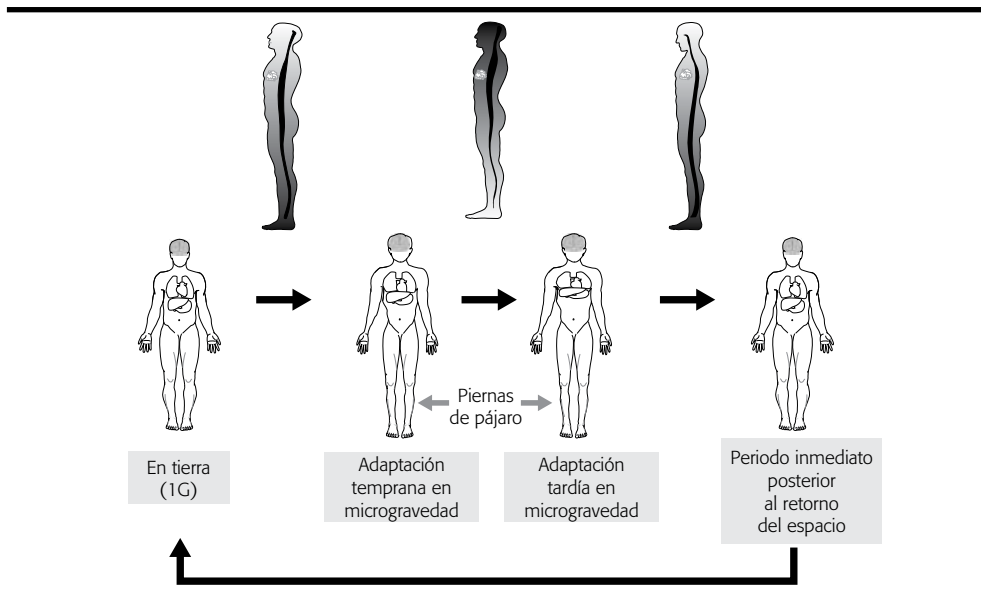 Piernas
de pájaro
En tierra
(1G)
Adaptación
temprana en
microgravedad
Adaptación
tardía en
microgravedad
Periodo inmediato
posterior
al retorno
del espacio